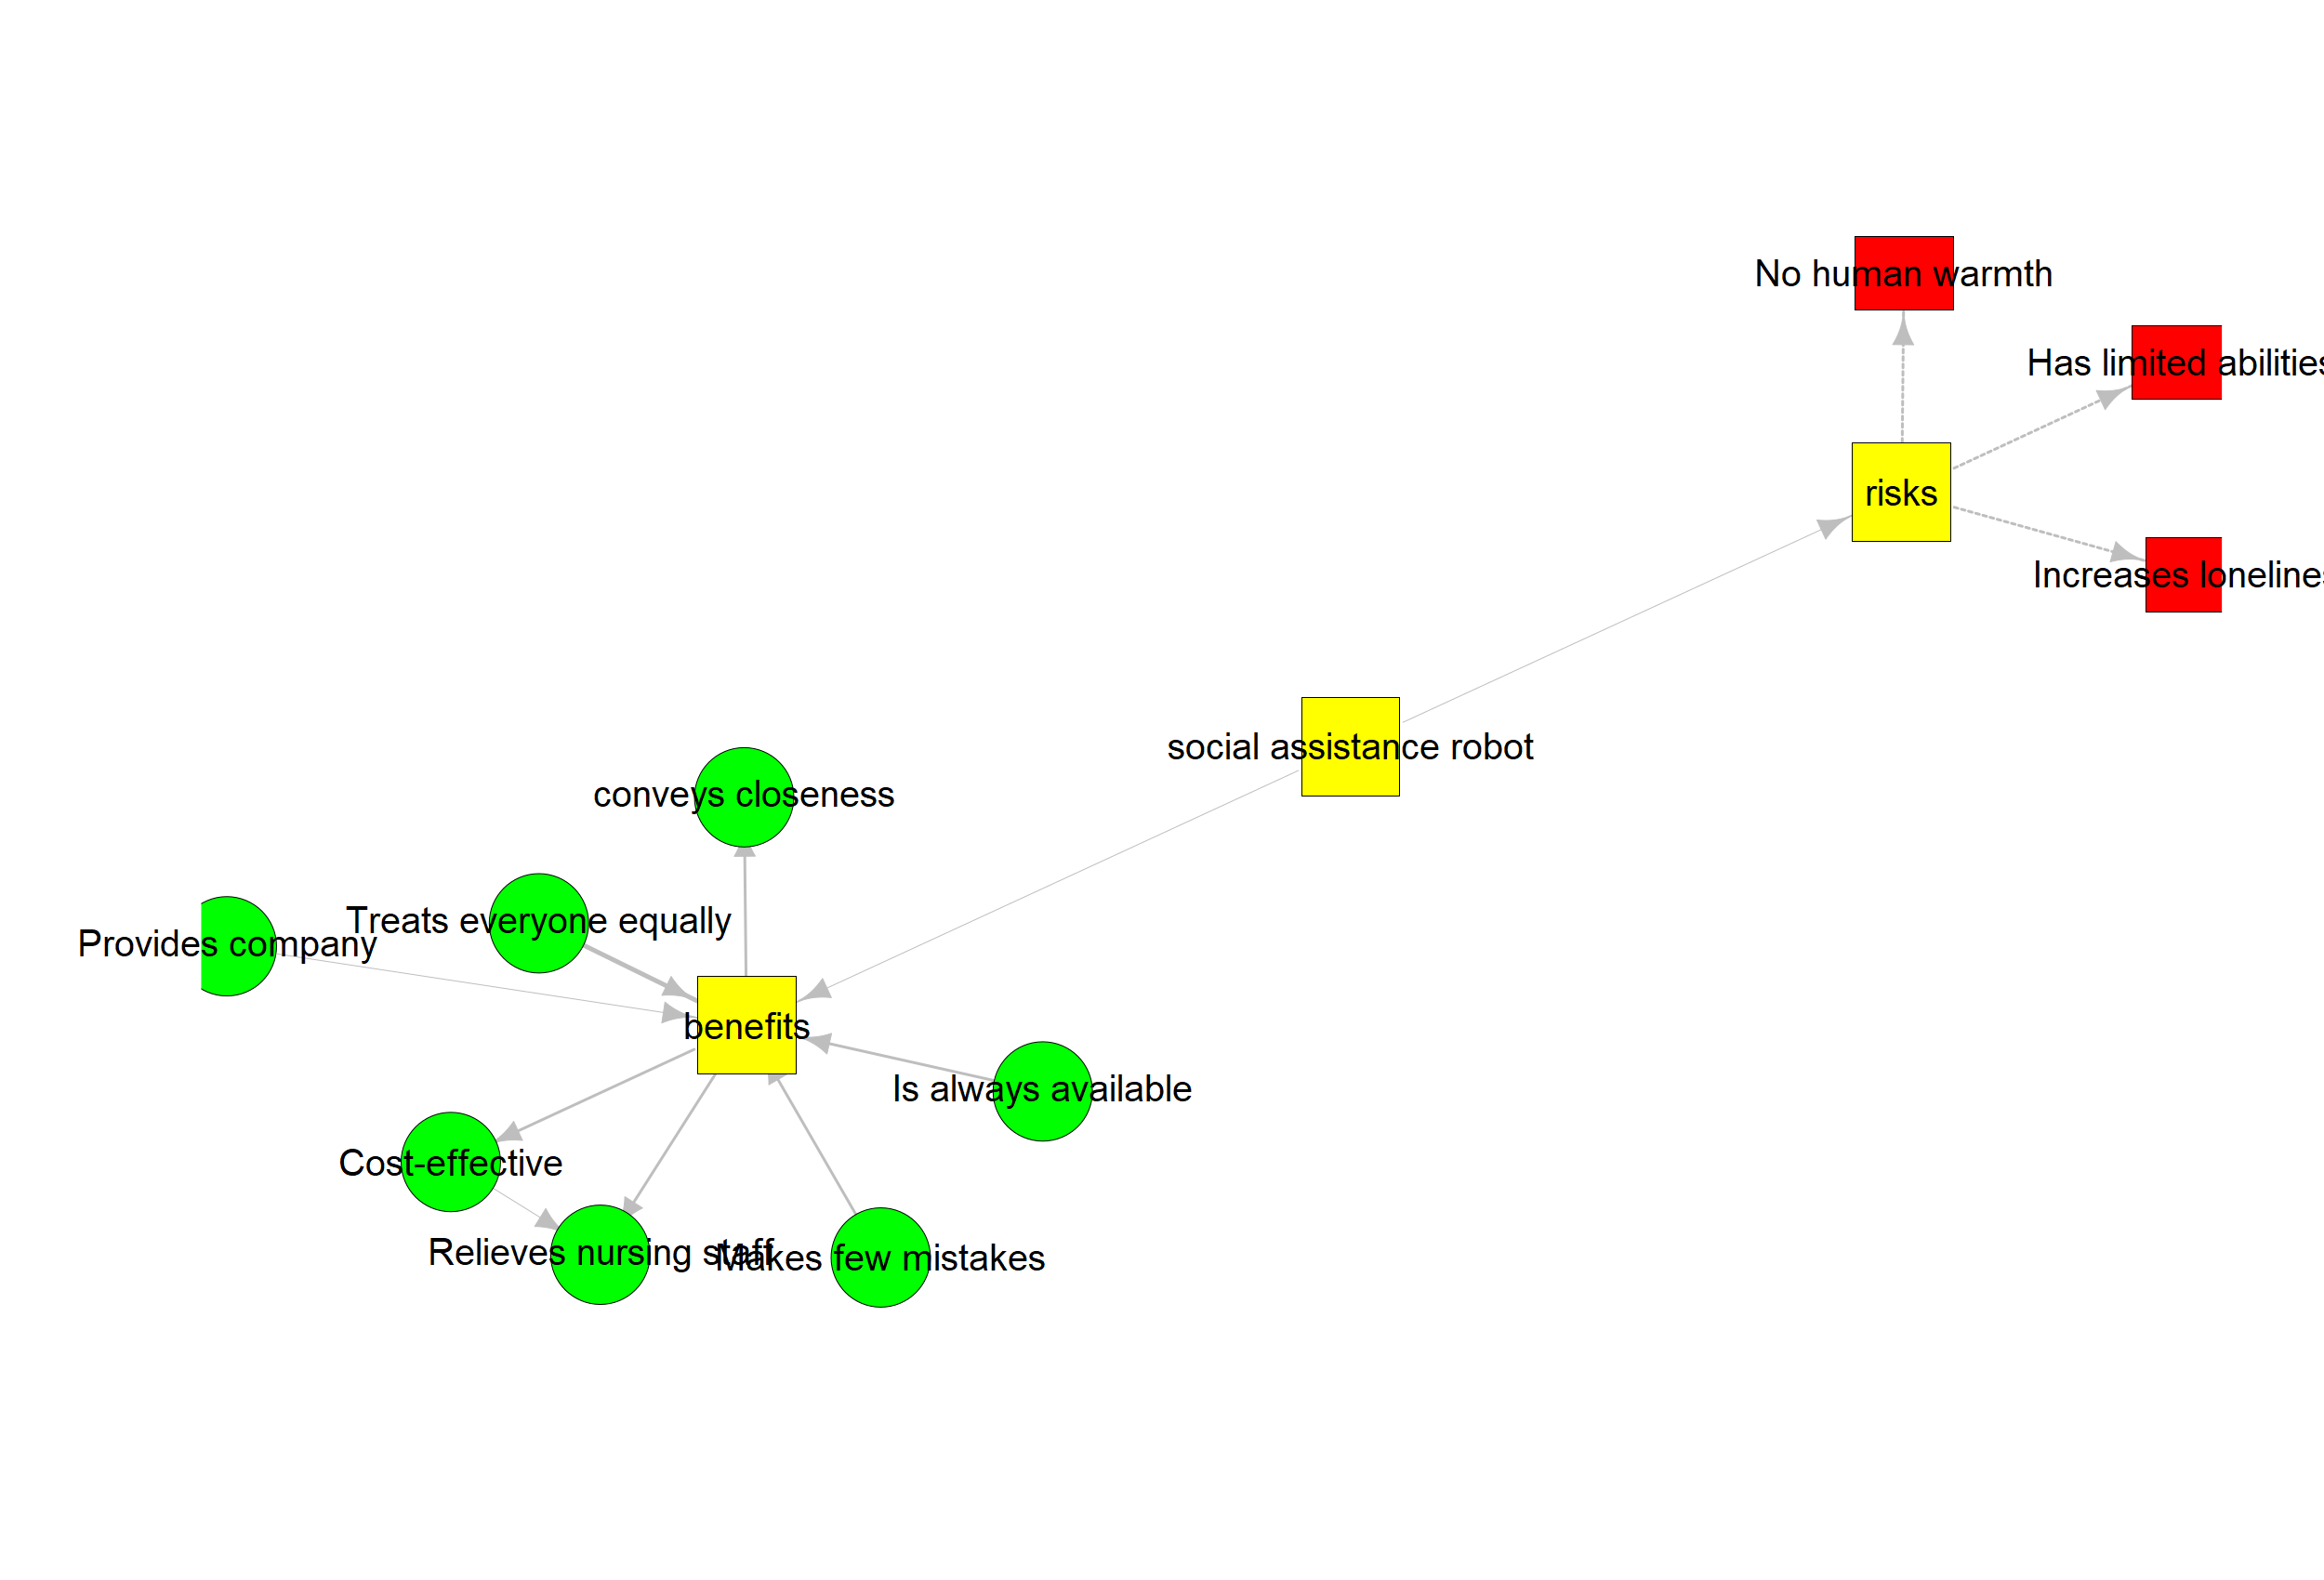 No human warmth
Has limited abilities
risks
Increases lonelines
social assistance robot
conveys closeness
Treats everyone equally
Provides company
benefits
Is always available
Cost-effective
Relieves nursing staff
Makes few mistakes